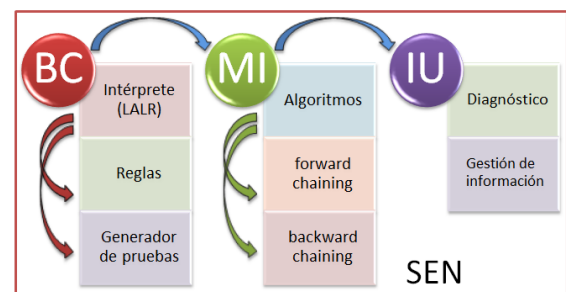 BC
Intérprete
(LALR)
Reglas
Generador
de pruebas
MI
Algoritmos
forward
chaining
backward
chaining
IU
Diagnóstico
Gestión de
información
SEN